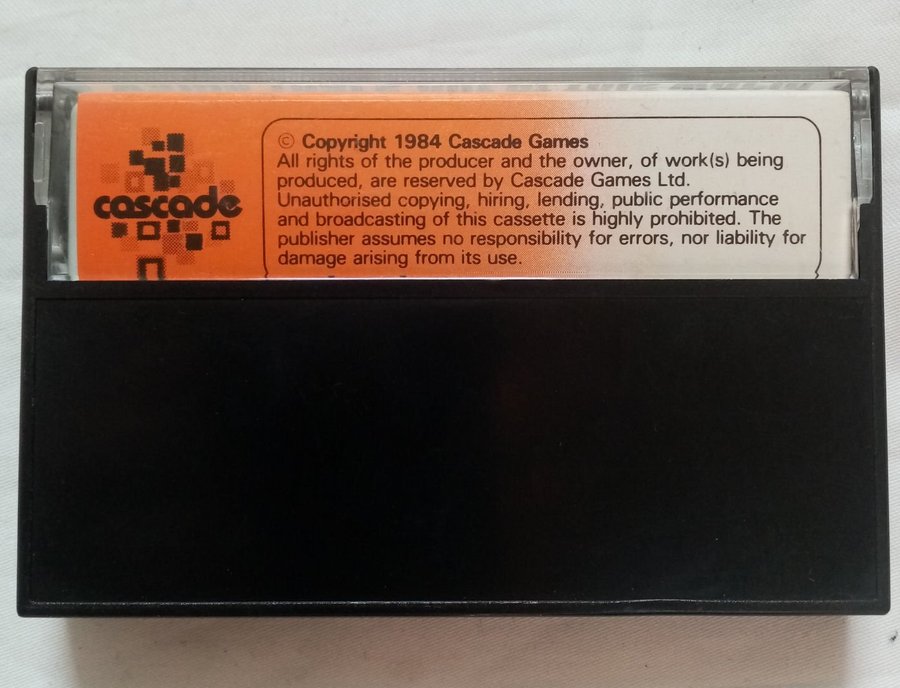 cascade
© Copyright 1984 Cascade Games
All rights of the producer and the owner, of work(s) being
produced, are reserved by Cascade Games Ltd.
Unauthorised copying, hiring, lending, public performance
and broadcasting of this cassette is highly prohibited. The
publisher assumes no responsibility for errors, nor liability for
damage arising from its use.